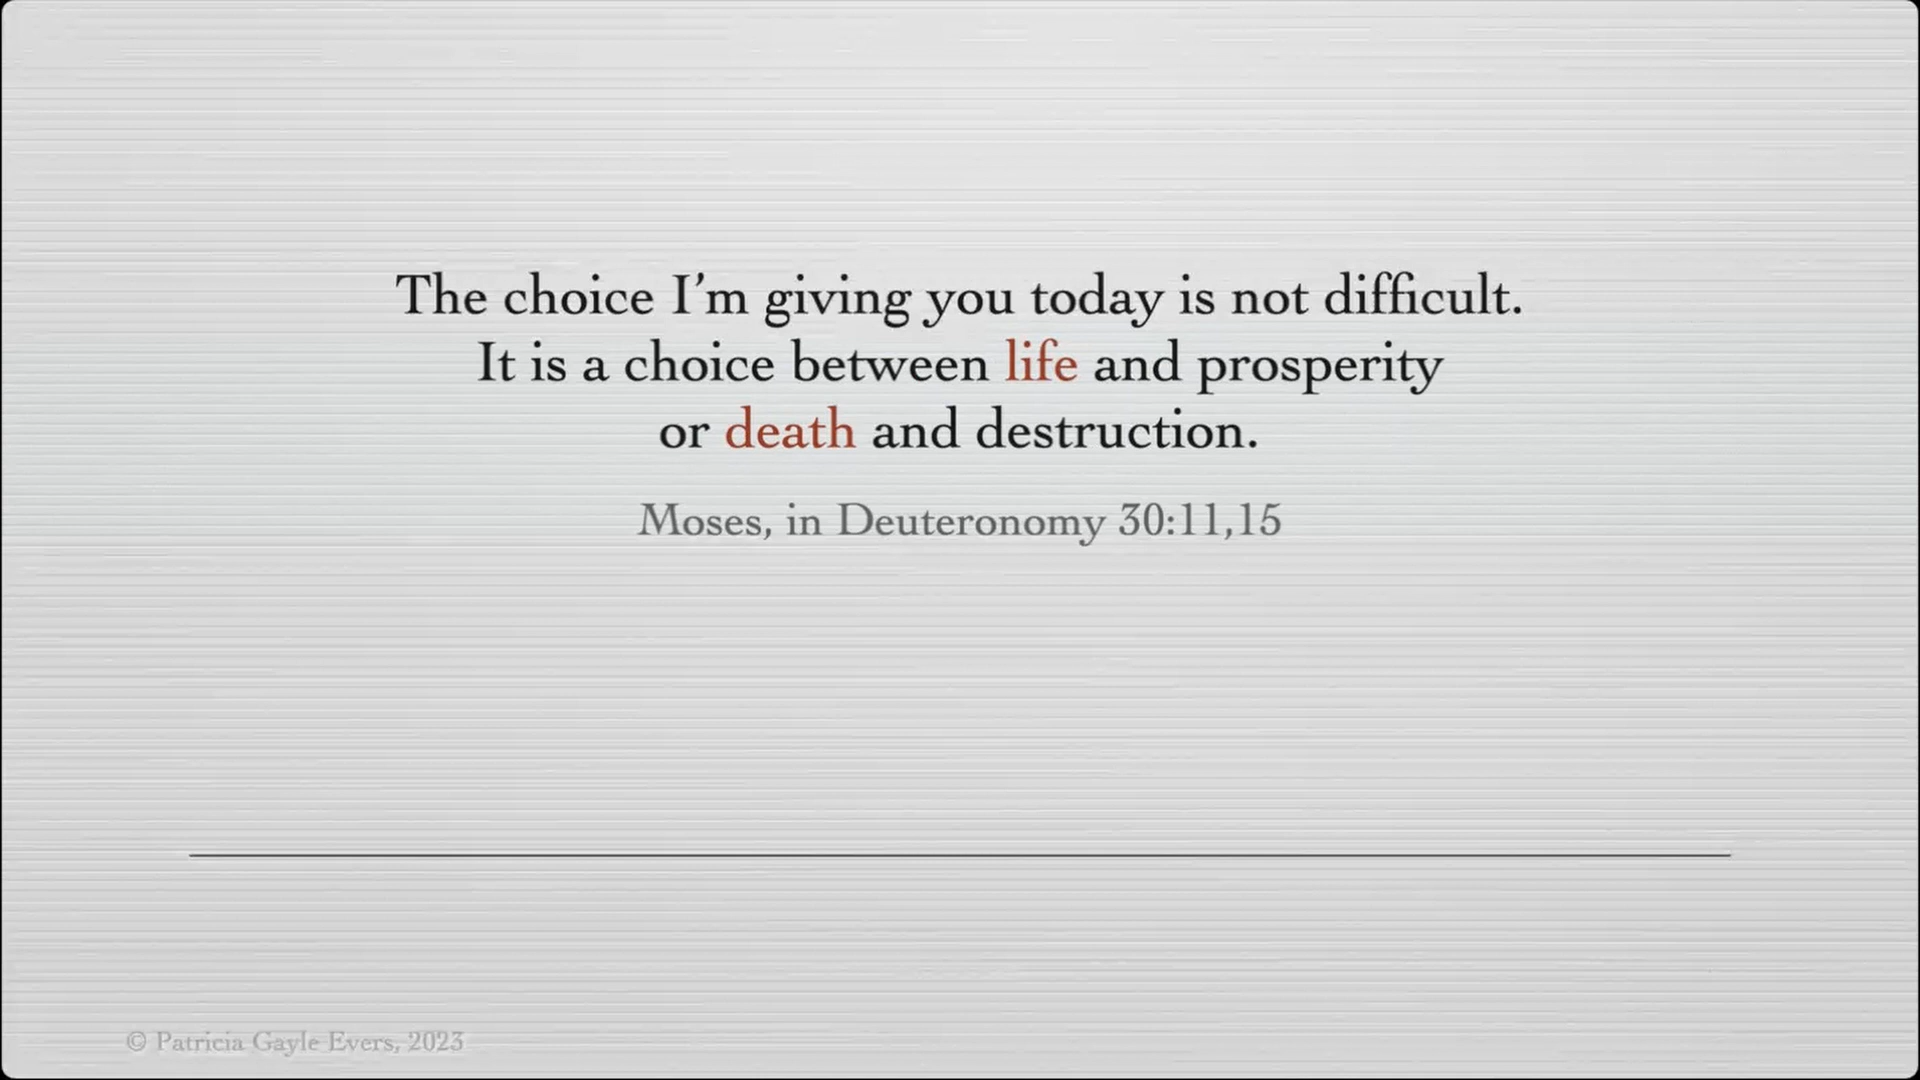 The choice I’m giving you today is not difficult.
It is a choice between life and prosperity
or death and destruction.
Moses, in Deuteronomy 30:11,15
© Patricia Gayle Evers, 2023